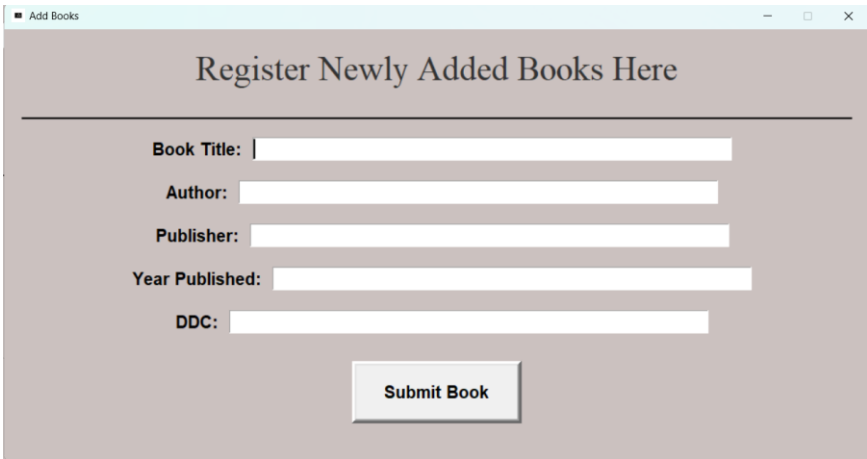 Add Books
Register Newly Added Books Here
Book Title:
Author:
Publisher:
Year Published:
DDC:
Submit Book